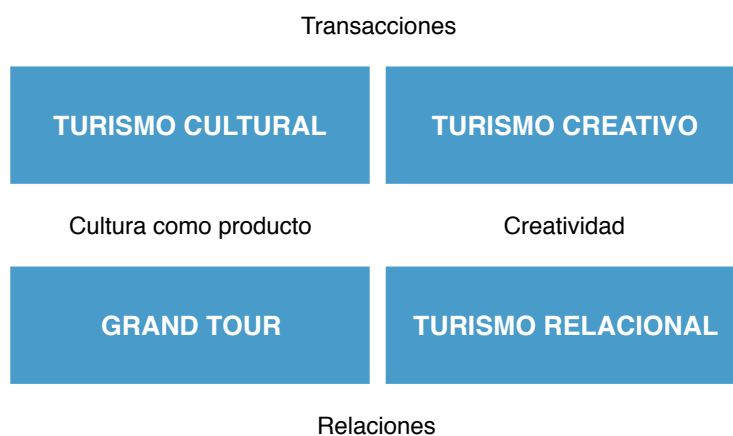 Transacciones
TURISMO CULTURAL
TURISMO CREATIVO
Cultura como producto
Creatividad
GRAND TOUR
TURISMO RELACIONAL
Relaciones